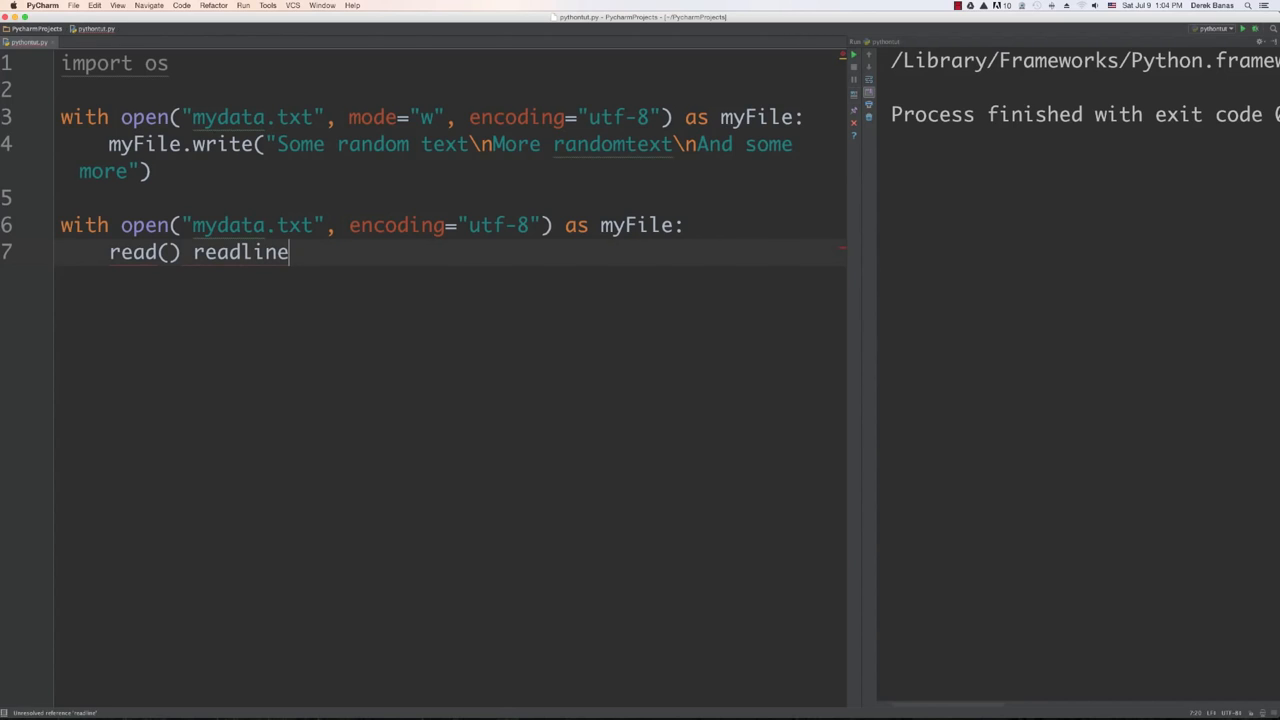 PyCharm File Edit View Navigate Code Refactor Run Tools VCS Window Help
10 Sat Jul 9 1:04 PM Derek Banas
pythontut.py - PycharmProjects - [~/PycharmProjects]
PycharmProjects pythontut.py pythontut
pythontut.py Run pythontut
1 import os
2
3 with open("mydata.txt", mode="w", encoding="utf-8") as myFile:
4 myFile.write("Some random text\nMore randomtext\nAnd some
more")
5
6 with open("mydata.txt", encoding="utf-8") as myFile:
7 read() readline
/Library/Frameworks/Python.framew
Process finished with exit code 0
Unresolved reference 'readline' 7:20 LF÷ UTF-8÷